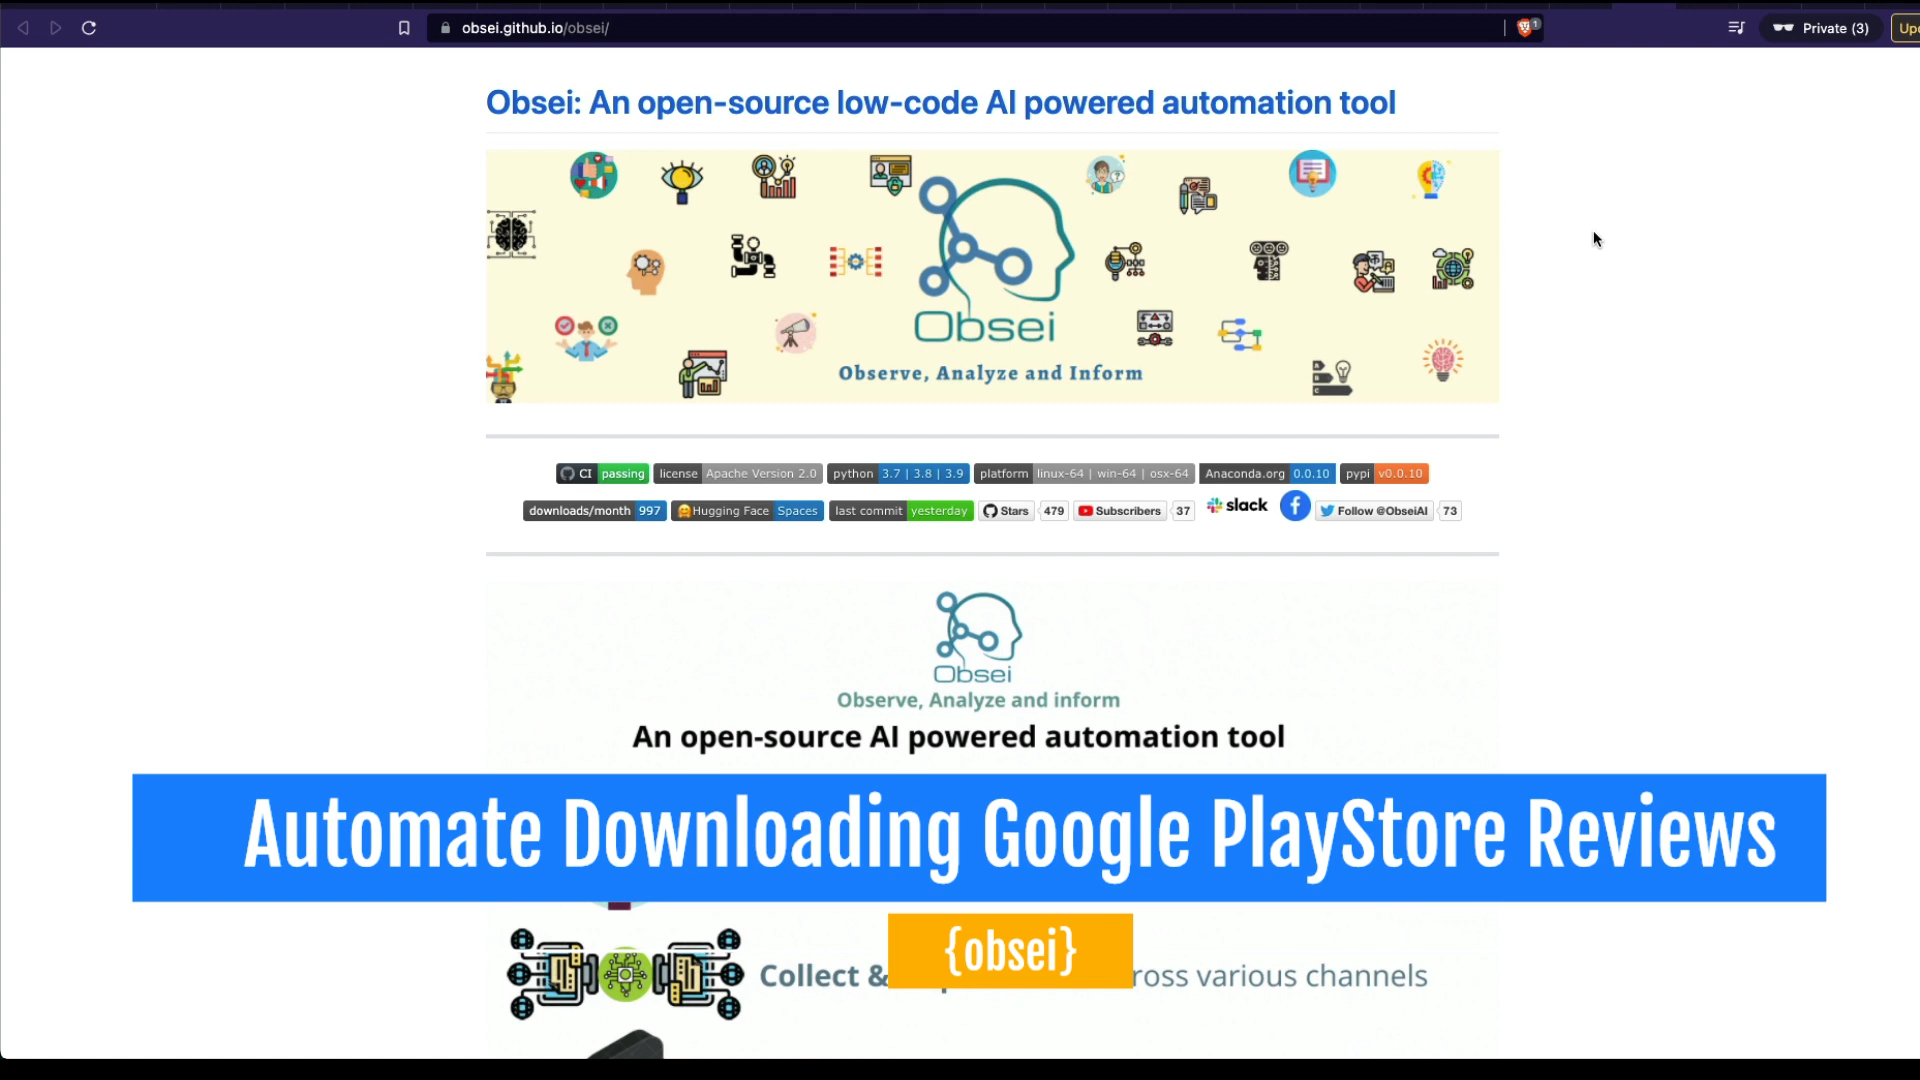 obsei.github.io/obsei/
1
Private (3)
Obsei: An open-source low-code AI powered automation tool
Obsei
Observe, Analyze and Inform
CI passing license Apache Version 2.0 python 3.7 | 3.8 | 3.9 platform linux-64 | win-64 | osx-64 Anaconda.org 0.0.10 pypi v0.0.10
downloads/month 997 Hugging Face Spaces last commit yesterday Stars 479 Subscribers 37 slack Follow @ObseiAI 73
Obsei
Observe, Analyze and inform
An open-source AI powered automation tool
Automate Downloading Google PlayStore Reviews
{obsei}
Collect & ross various channels